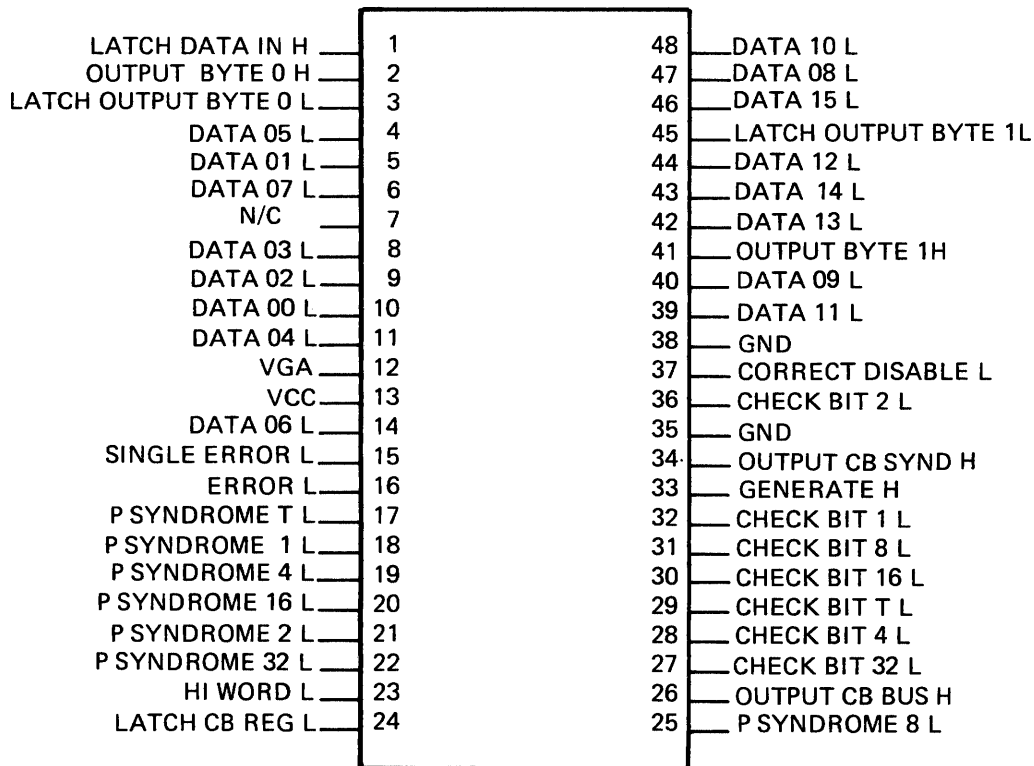 LATCH DATA IN H 1 48 DATA 10 L
OUTPUT BYTE 0 H 2 47 DATA 08 L
LATCH OUTPUT BYTE 0 L 3 46 DATA 15 L
DATA 05 L 4 45 LATCH OUTPUT BYTE 1L
DATA 01 L 5 44 DATA 12 L
DATA 07 L 6 43 DATA 14 L
N/C 7 42 DATA 13 L
DATA 03 L 8 41 OUTPUT BYTE 1H
DATA 02 L 9 40 DATA 09 L
DATA 00 L 10 39 DATA 11 L
DATA 04 L 11 38 GND
VGA 12 37 CORRECT DISABLE L
VCC 13 36 CHECK BIT 2 L
DATA 06 L 14 35 GND
SINGLE ERROR L 15 34 OUTPUT CB SYND H
ERROR L 16 33 GENERATE H
P SYNDROME T L 17 32 CHECK BIT 1 L
P SYNDROME 1 L 18 31 CHECK BIT 8 L
P SYNDROME 4 L 19 30 CHECK BIT 16 L
P SYNDROME 16 L 20 29 CHECK BIT T L
P SYNDROME 2 L 21 28 CHECK BIT 4 L
P SYNDROME 32 L 22 27 CHECK BIT 32 L
HI WORD L 23 26 OUTPUT CB BUS H
LATCH CB REG L 24 25 P SYNDROME 8 L